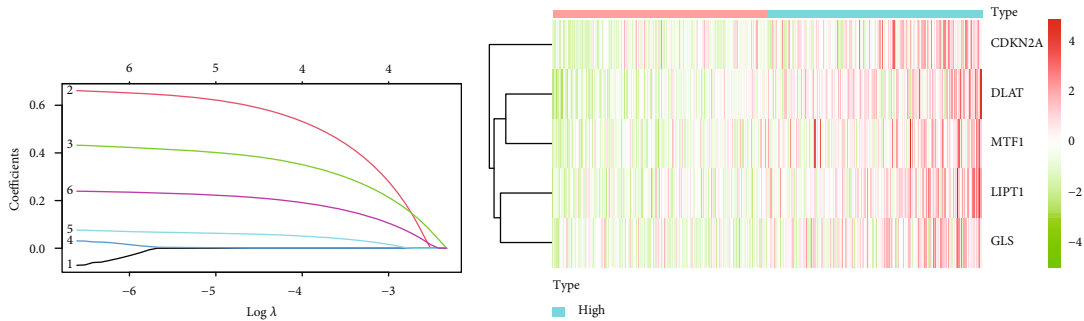 6 5 4 4
0.6
0.4
0.2
0.0
Coefficients
2
3
6
5
4
1
−6 −5 −4 −3
Log λ
Type
CDKN2A
DLAT
MTF1
LIPT1
GLS
4
2
0
−2
−4
Type
High